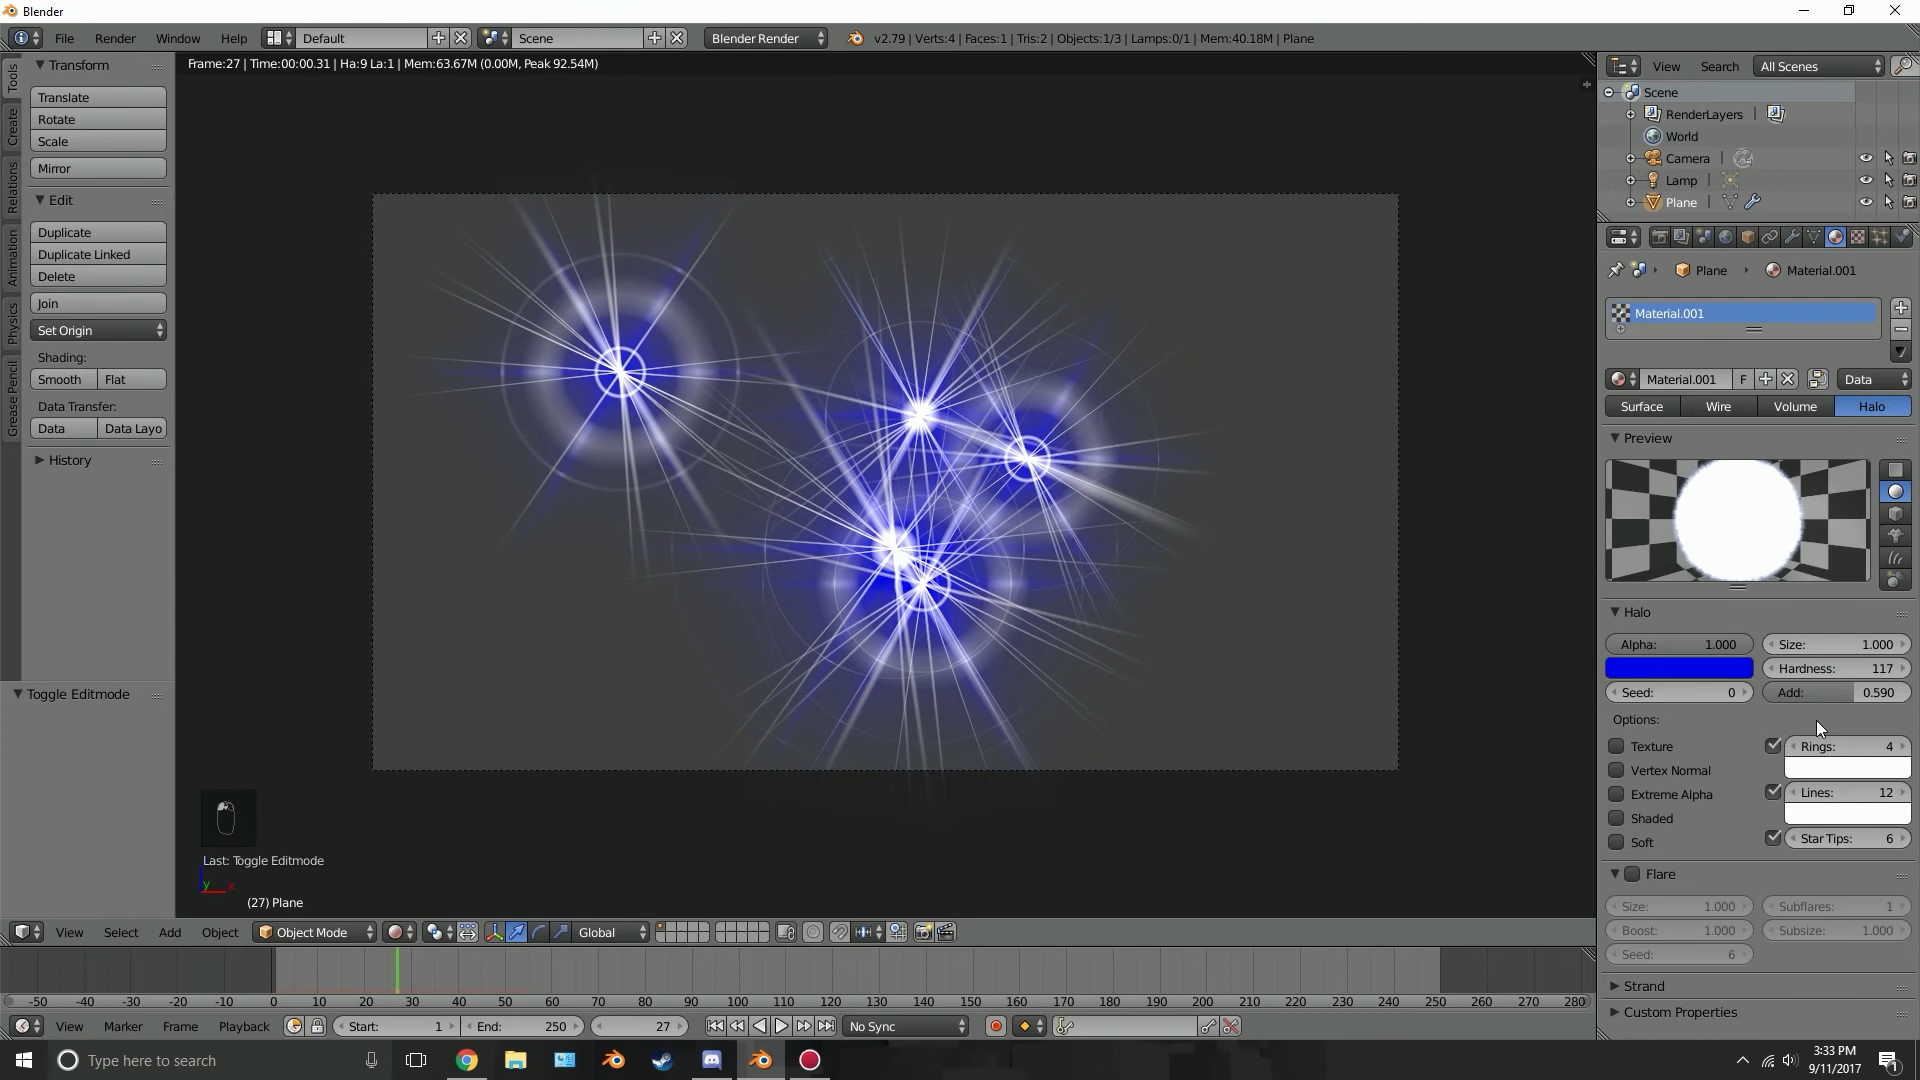 Blender
File Render Window Help Default Scene Blender Render v2.79 | Verts:4 | Faces:1 | Tris:2 | Objects:1/3 | Lamps:0/1 | Mem:40.18M | Plane
Frame:27 | Time:00:00.31 | Ha:9 La:1 | Mem:63.67M (0.00M, Peak 92.54M)
Tools
Create
Relations
Animation
Physics
Grease Pencil
Transform
Translate
Rotate
Scale
Mirror
Edit
Duplicate
Duplicate Linked
Delete
Join
Set Origin
Shading:
Smooth Flat
Data Transfer:
Data Data Layo
History
Toggle Editmode
Last: Toggle Editmode
y x
(27) Plane
View Search All Scenes
Scene
RenderLayers |
World
Camera |
Lamp |
Plane |
Plane Material.001
Material.001
Material.001 F Data
Surface Wire Volume Halo
Preview
Halo
Alpha: 1.000 Size: 1.000
Hardness: 117
Seed: 0 Add: 0.590
Options:
Texture Rings: 4
Vertex Normal
Extreme Alpha Lines: 12
Shaded
Soft Star Tips: 6
Flare
Size: 1.000 Subflares: 1
Boost: 1.000 Subsize: 1.000
Seed: 6
Strand
Custom Properties
View Select Add Object Object Mode Global
-50 -40 -30 -20 -10 0 10 20 30 40 50 60 70 80 90 100 110 120 130 140 150 160 170 180 190 200 210 220 230 240 250 260 270 280
View Marker Frame Playback Start: 1 End: 250 27 No Sync
Type here to search
3:33 PM
9/11/2017
1